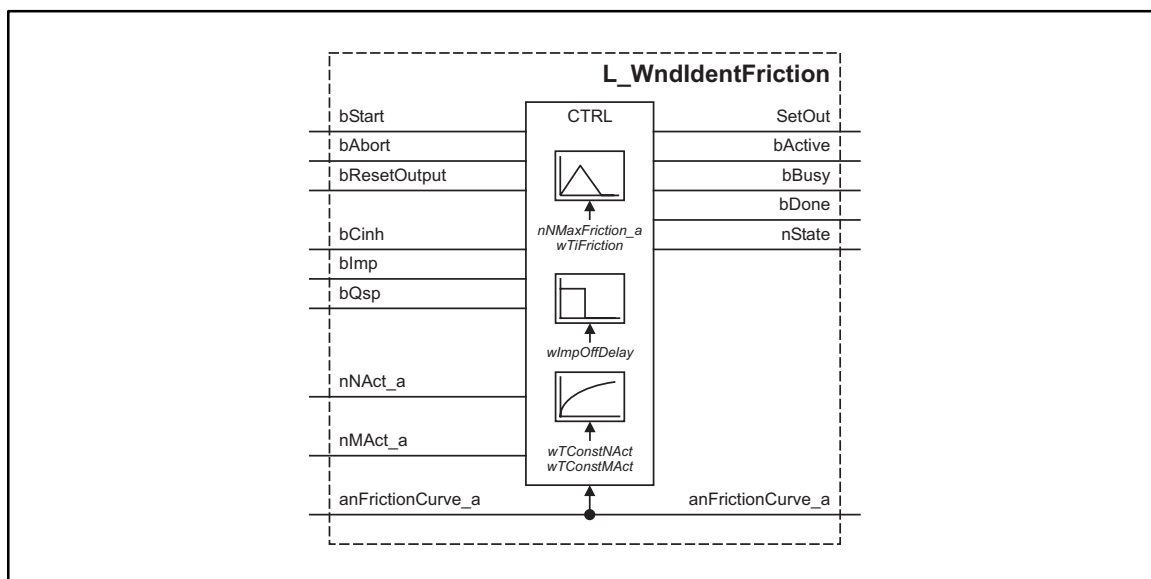 L_WndIdentFriction
bStart
CTRL
SetOut
bAbort
bActive
bResetOutput
bBusy
bDone
nNMaxFriction_a
wTiFriction
bCinh
nState
bImp
bQsp
wImpOffDelay
nNAct_a
nMAct_a
wTConstNAct
wTConstMAct
anFrictionCurve_a
anFrictionCurve_a